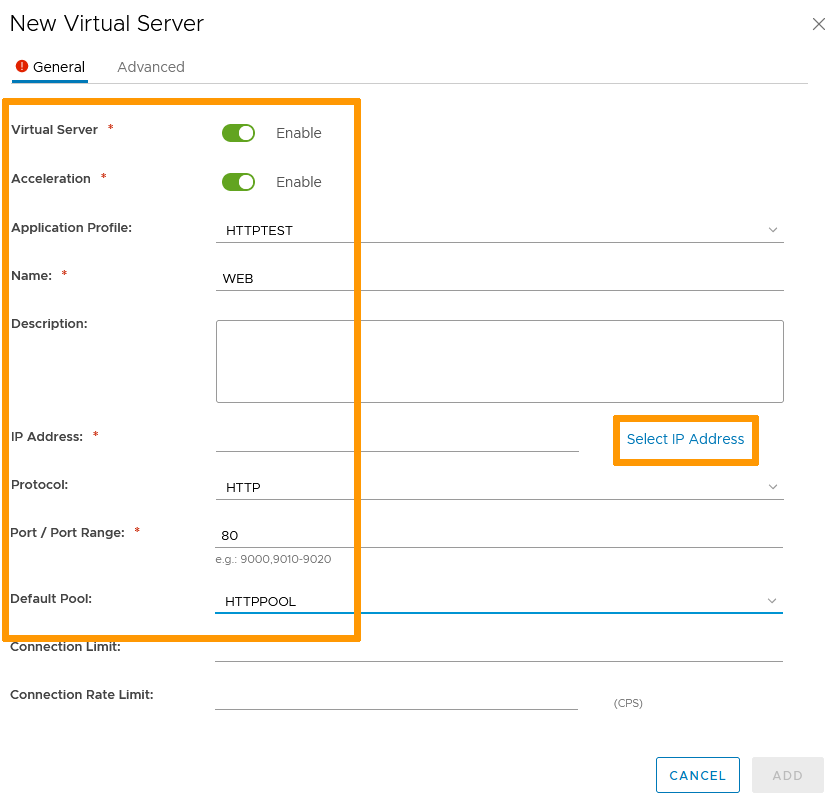 New Virtual Server
General Advanced
Virtual Server * Enable
Acceleration * Enable
Application Profile: HTTPTEST
Name: * WEB
Description:
IP Address: * Select IP Address
Protocol: HTTP
Port / Port Range: * 80
e.g.: 9000,9010-9020
Default Pool: HTTPPOOL
Connection Limit:
Connection Rate Limit: (CPS)
CANCEL ADD